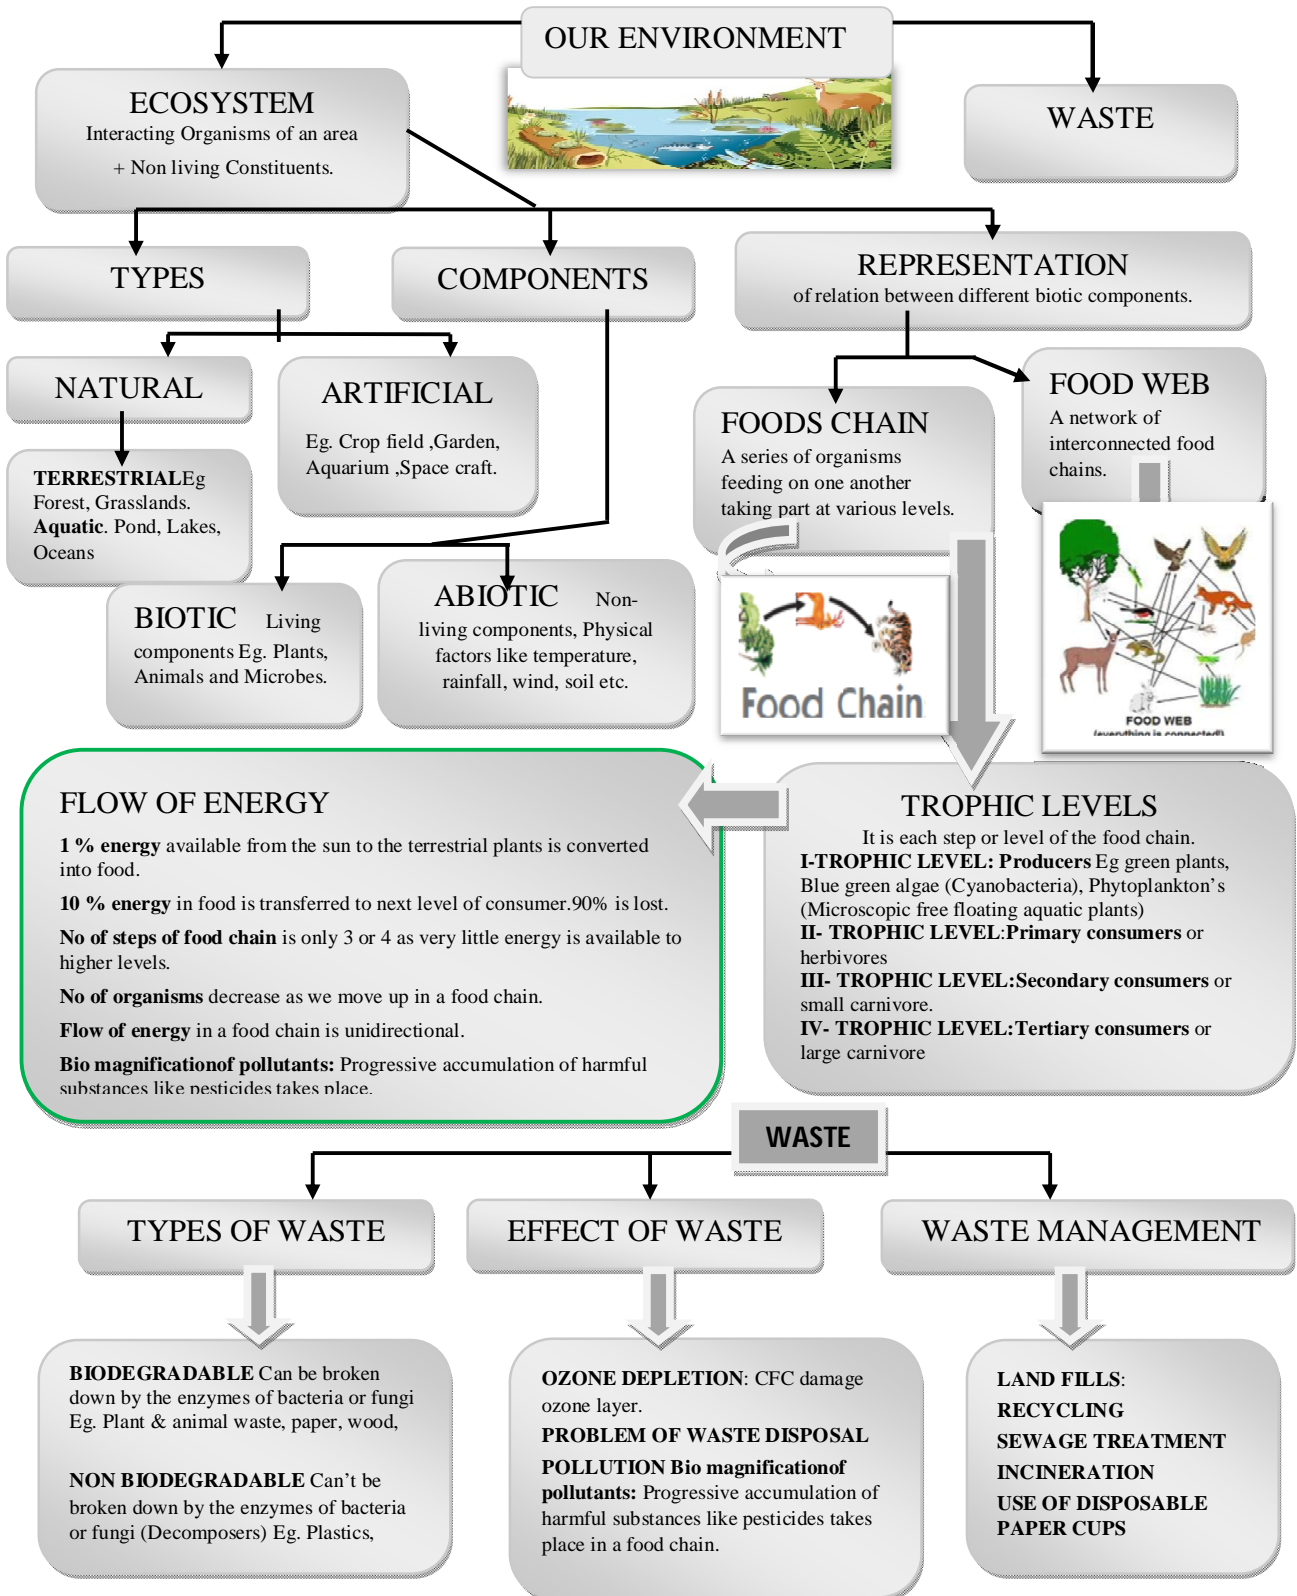 OUR ENVIRONMENT
ECOSYSTEM
Interacting Organisms of an area
+ Non living Constituents.
WASTE
TYPES
COMPONENTS
REPRESENTATION
of relation between different biotic components.
NATURAL
ARTIFICIAL
Eg. Crop field ,Garden,
Aquarium ,Space craft.
FOODS CHAIN
A series of organisms
feeding on one another
taking part at various levels.
FOOD WEB
A network of
interconnected food
chains.
TERRESTRIALEg
Forest, Grasslands.
Aquatic. Pond, Lakes,
Oceans
BIOTIC Living
components Eg. Plants,
Animals and Microbes.
ABIOTIC Non-
living components, Physical
factors like temperature,
rainfall, wind, soil etc.
Food Chain
FOOD WEB
(everything is connected!)
FLOW OF ENERGY
1 % energy available from the sun to the terrestrial plants is converted
into food.
10 % energy in food is transferred to next level of consumer.90% is lost.
No of steps of food chain is only 3 or 4 as very little energy is available to
higher levels.
No of organisms decrease as we move up in a food chain.
Flow of energy in a food chain is unidirectional.
Bio magnificationof pollutants: Progressive accumulation of harmful
substances like pesticides takes place.
TROPHIC LEVELS
It is each step or level of the food chain.
I-TROPHIC LEVEL: Producers Eg green plants,
Blue green algae (Cyanobacteria), Phytoplankton's
(Microscopic free floating aquatic plants)
II- TROPHIC LEVEL:Primary consumers or
herbivores
III- TROPHIC LEVEL:Secondary consumers or
small carnivore.
IV- TROPHIC LEVEL:Tertiary consumers or
large carnivore
WASTE
TYPES OF WASTE
EFFECT OF WASTE
WASTE MANAGEMENT
BIODEGRADABLE Can be broken
down by the enzymes of bacteria or fungi
Eg. Plant & animal waste, paper, wood,
NON BIODEGRADABLE Can't be
broken down by the enzymes of bacteria
or fungi (Decomposers) Eg. Plastics,
OZONE DEPLETION: CFC damage
ozone layer.
PROBLEM OF WASTE DISPOSAL
POLLUTION Bio magnificationof
pollutants: Progressive accumulation of
harmful substances like pesticides takes
place in a food chain.
LAND FILLS:
RECYCLING
SEWAGE TREATMENT
INCINERATION
USE OF DISPOSABLE
PAPER CUPS